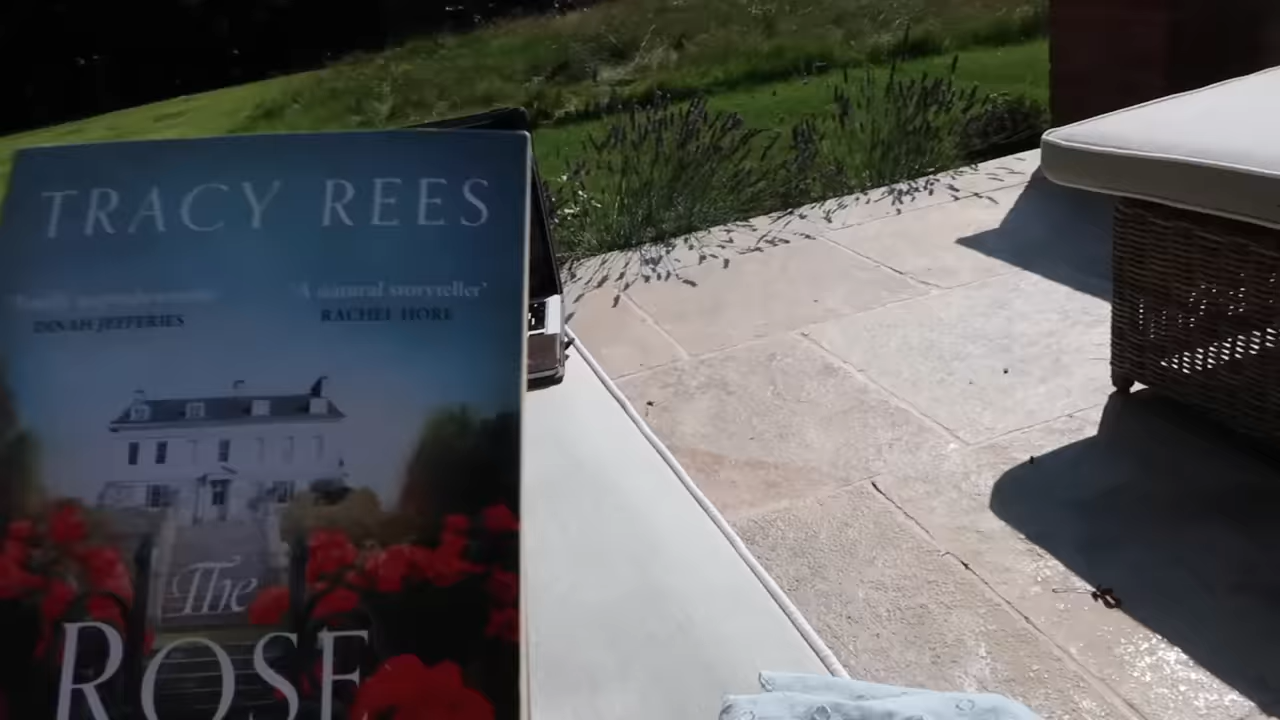 TRACY REES
'A natural storyteller'
DINAH JEFFERIES
RACHEL HORE
The
ROSE